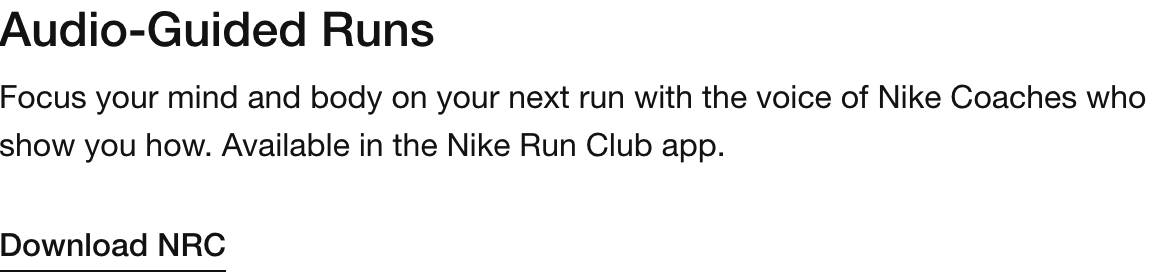 Audio-Guided Runs
Focus your mind and body on your next run with the voice of Nike Coaches who
show you how. Available in the Nike Run Club app.
Download NRC